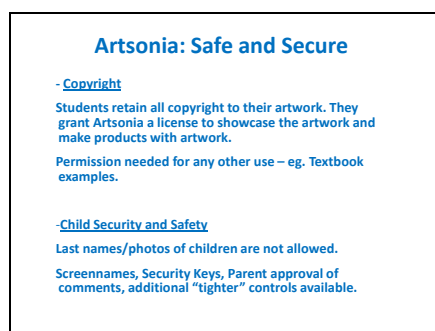 Artsonia: Safe and Secure
- Copyright
Students retain all copyright to their artwork. They
grant Artsonia a license to showcase the artwork and
make products with artwork.
Permission needed for any other use – eg. Textbook
examples.
-Child Security and Safety
Last names/photos of children are not allowed.
Screennames, Security Keys, Parent approval of
comments, additional “tighter” controls available.